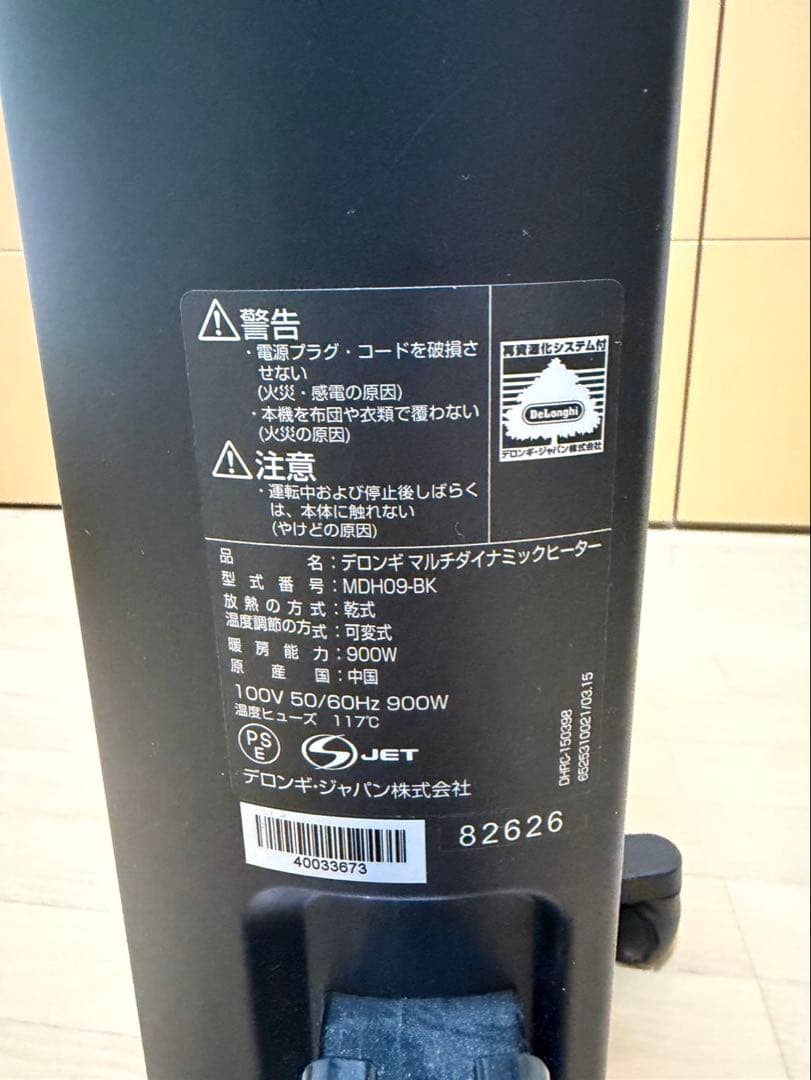 警告
・電源プラグ・コードを破損さ
せない
(火災・感電の原因)
・本機を布団や衣類で覆わない
(火災の原因)
注意
・運転中および停止後しばらく
は、本体に触れない
(やけどの原因)
再資源化システム付
DeLonghi
デロンギ・ジャパン株式会社
品名:デロンギ マルチダイナミックヒーター
型式番号:MDH09-BK
放熱の方式:乾式
温度調節の方式:可変式
暖房能力:900W
原産国:中国
100V 50/60Hz 900W
温度ヒューズ 117℃
PSE
JET
デロンギ・ジャパン株式会社
DHRC-150398
6525310021/03.15
40033673
82626